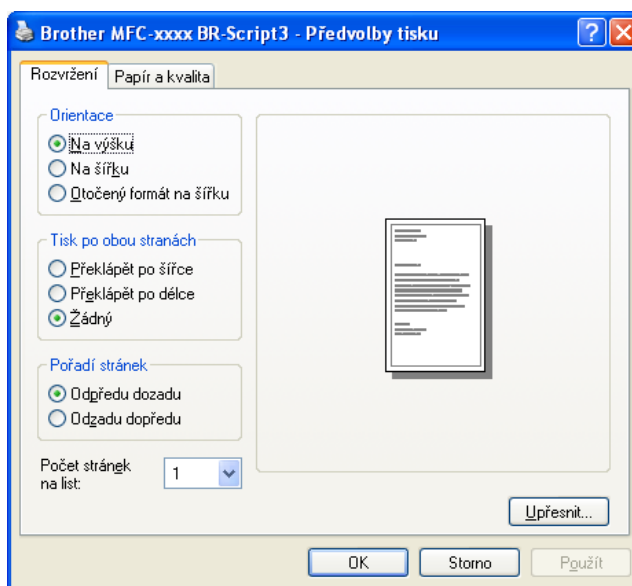 Brother MFC-xxxx BR-Script3 - Předvolby tisku
Rozvržení
Papír a kvalita
Orientace
Na výšku
Na šířku
Otočený formát na šířku
Tisk po obou stranách
Překlápět po šířce
Překlápět po délce
Žádný
Pořadí stránek
Odpředu dozadu
Odzadu dopředu
Počet stránek
na list:
1
Upřesnit...
OK
Storno
Použít